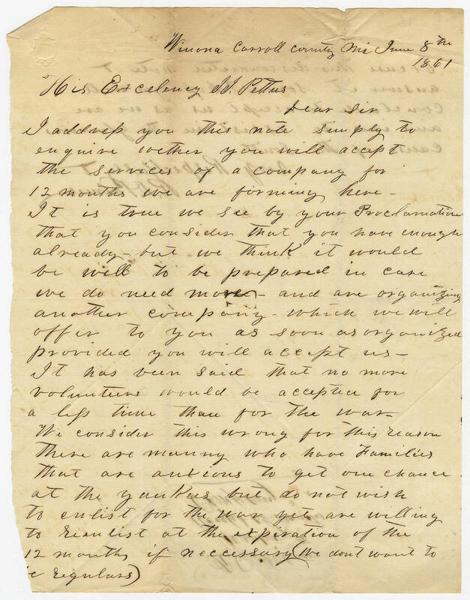 Winona Carroll County Mis June 8th
1861
His Excelency J.J. Pettus
Dear Sir
I address you this note simply to
enquire wether you will accept
the services of a company for
12 months we are forming here -
It is true we see by your Proclamation
that you consider that you have enough
already - but we think it would
be well to be prepared in case
we do need more - and are organizing
another company - which we will
offer to you as soon as organized
provided you will accept us -
It has been said that no more
volunteers would be accepted for
a less time than for the war -
We consider this wrong for this reason
there are manny who have Families
that are anxious to get one chance
at the yankees but do not wish
to enlist for the war yet are willing
to reenlist at the expiration of the
12 months if neccessary (We dont want to
be regulars)